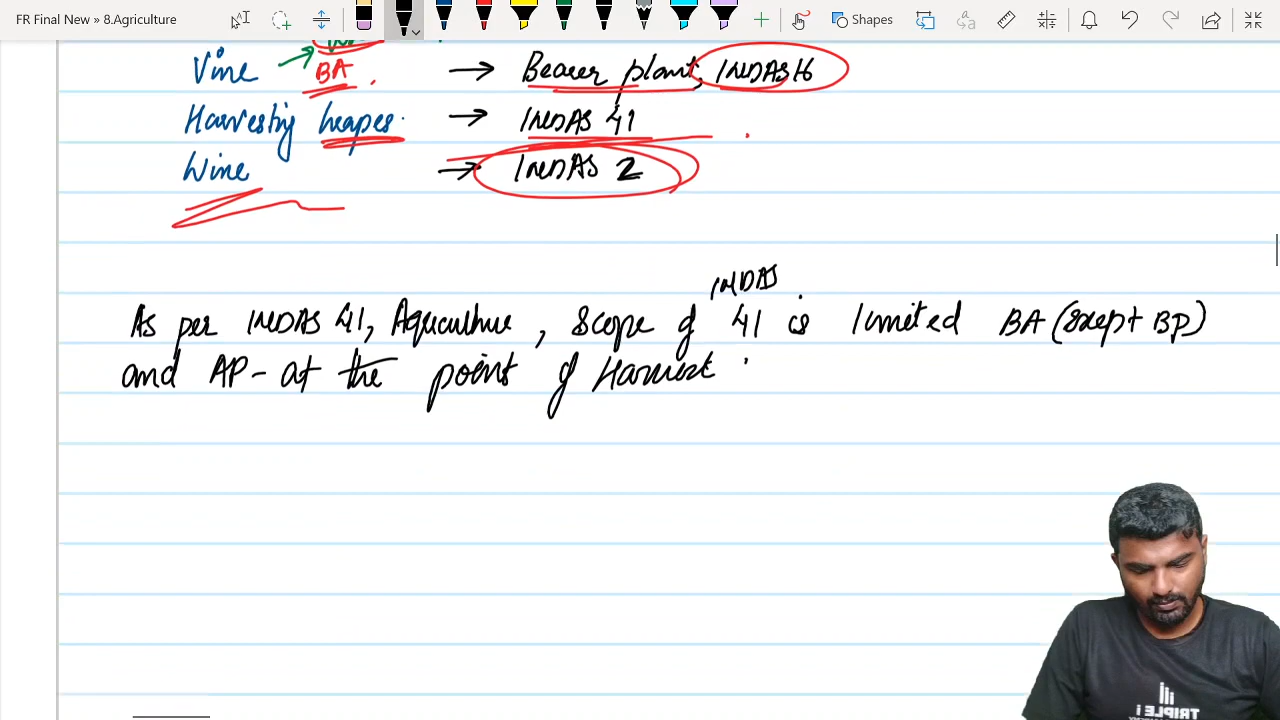 FR Final New » 8.Agriculture
Shapes
Vine BA. → Bearer plant, INDAS 16
Harvesting heapes. → INDAS 41
Wine → INDAS 2
INDAS
As per INDAS 41, Agriculture, Scope of 41 is limited BA (Except BP)
and AP - at the point of Harvest.
TRIPLE i